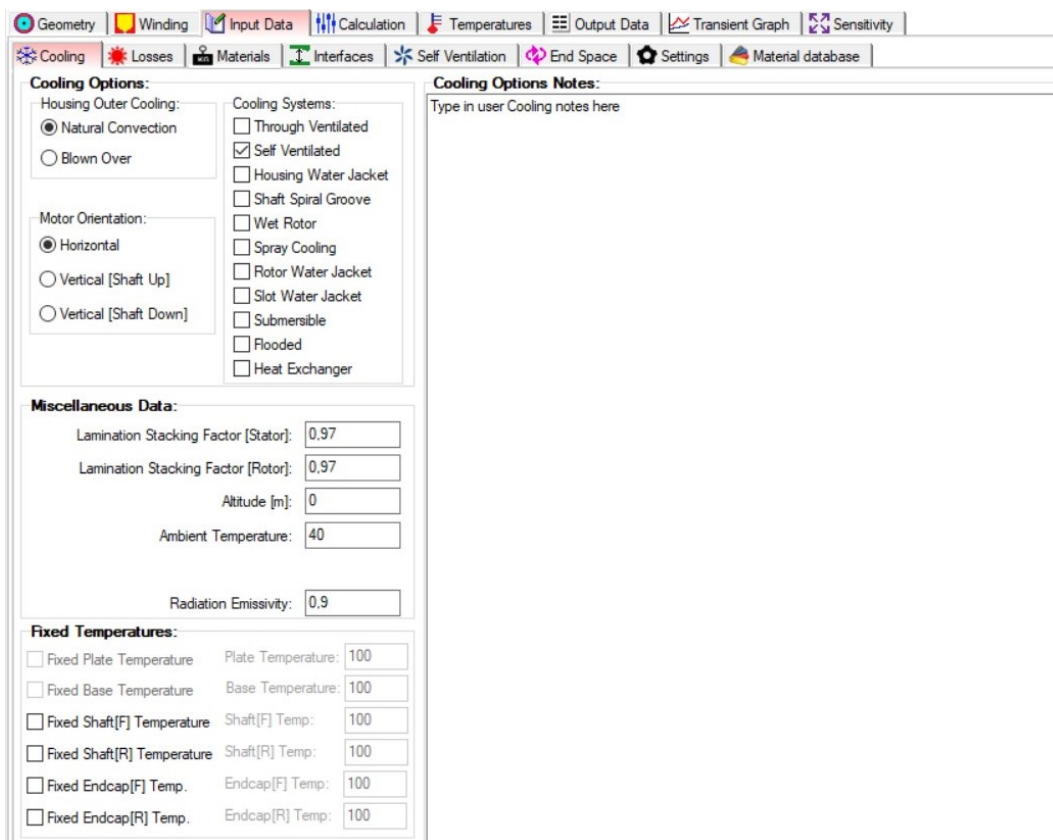 Geometry Winding Input Data Calculation Temperatures Output Data Transient Graph Sensitivity
Cooling Losses Materials Interfaces Self Ventilation End Space Settings Material database
Cooling Options:
Housing Outer Cooling:
Natural Convection
Blown Over
Motor Orientation:
Horizontal
Vertical [Shaft Up]
Vertical [Shaft Down]
Cooling Systems:
Through Ventilated
Self Ventilated
Housing Water Jacket
Shaft Spiral Groove
Wet Rotor
Spray Cooling
Rotor Water Jacket
Slot Water Jacket
Submersible
Flooded
Heat Exchanger
Miscellaneous Data:
Lamination Stacking Factor [Stator]: 0,97
Lamination Stacking Factor [Rotor]: 0,97
Altitude [m]: 0
Ambient Temperature: 40
Radiation Emissivity: 0,9
Fixed Temperatures:
Fixed Plate Temperature Plate Temperature: 100
Fixed Base Temperature Base Temperature: 100
Fixed Shaft[F] Temperature Shaft[F] Temp: 100
Fixed Shaft[R] Temperature Shaft[R] Temp: 100
Fixed Endcap[F] Temp. Endcap[F] Temp: 100
Fixed Endcap[R] Temp. Endcap[R] Temp: 100
Cooling Options Notes:
Type in user Cooling notes here